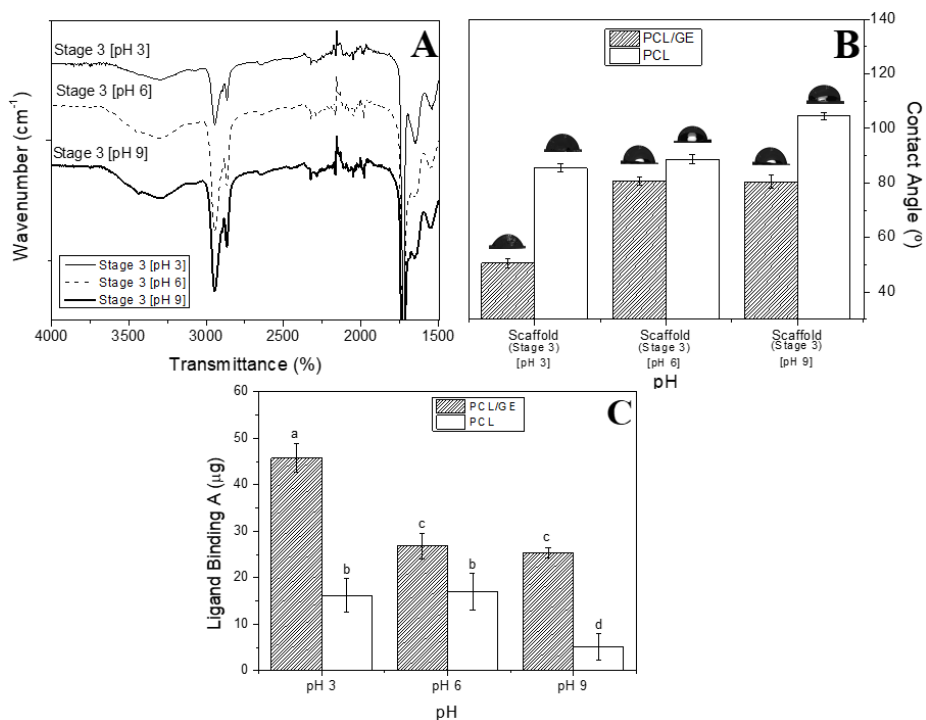 A
Stage 3 [pH 3]
Stage 3 [pH 6]
Stage 3 [pH 9]
Wavenumber (cm⁻¹)
Stage 3 [pH 3]
Stage 3 [pH 6]
Stage 3 [pH 9]
4000 3500 3000 2500 2000 1500
Transmittance (%)
B
PCL/GE
PCL
140
120
100
80
60
40
Contact Angle (º)
Scaffold
(Stage 3)
[pH 3]
Scaffold
(Stage 3)
[pH 6]
Scaffold
(Stage 3)
[pH 9]
pH
C
PCL/GE
PCL
60
50
40
30
20
10
0
Ligand Binding A (µg)
a
b
c
b
c
d
pH 3 pH 6 pH 9
pH